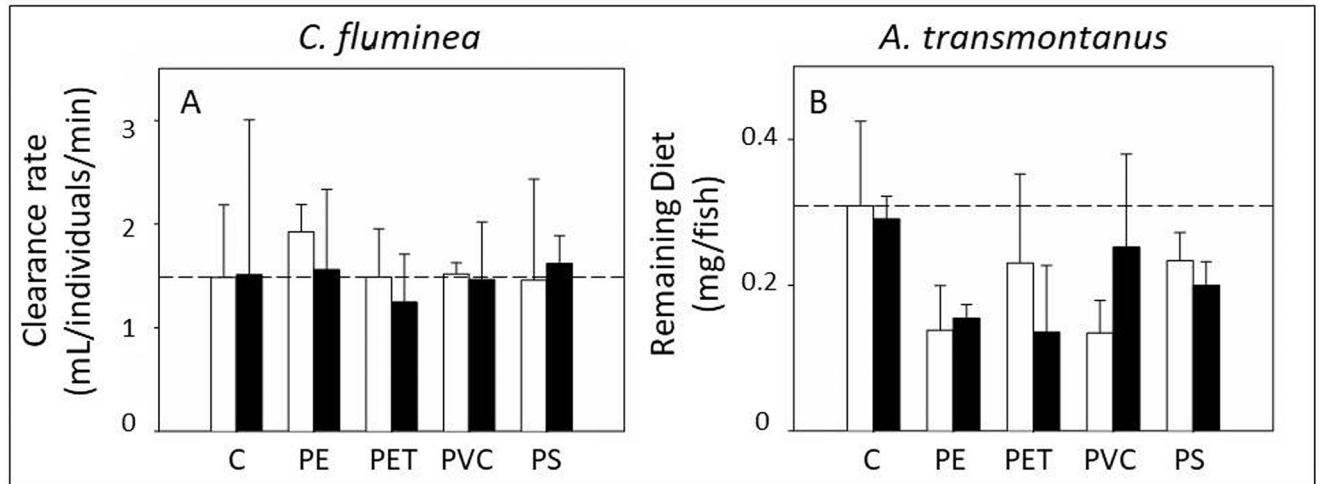 C. fluminea
A
Clearance rate
(mL/individuals/min)
3
2
1
0
C PE PET PVC PS
A. transmontanus
B
Remaining Diet
(mg/fish)
0.4
0.2
0
C PE PET PVC PS